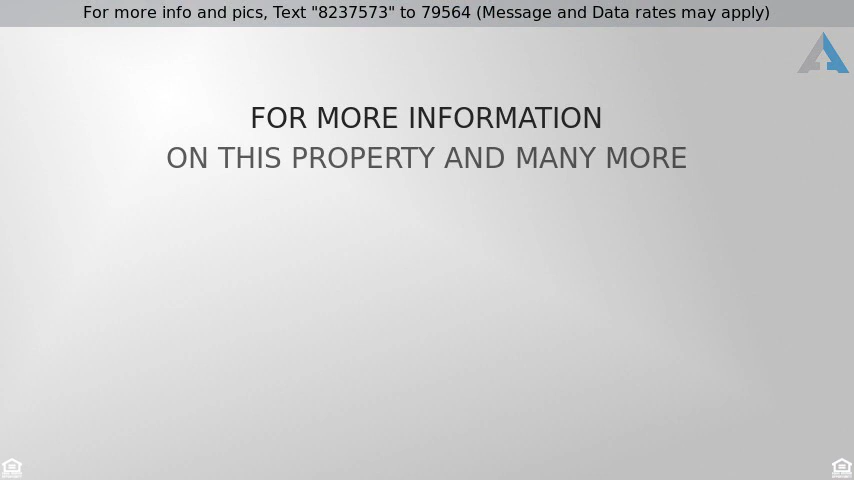 For more info and pics, Text "8237573" to 79564 (Message and Data rates may apply)
FOR MORE INFORMATION
ON THIS PROPERTY AND MANY MORE